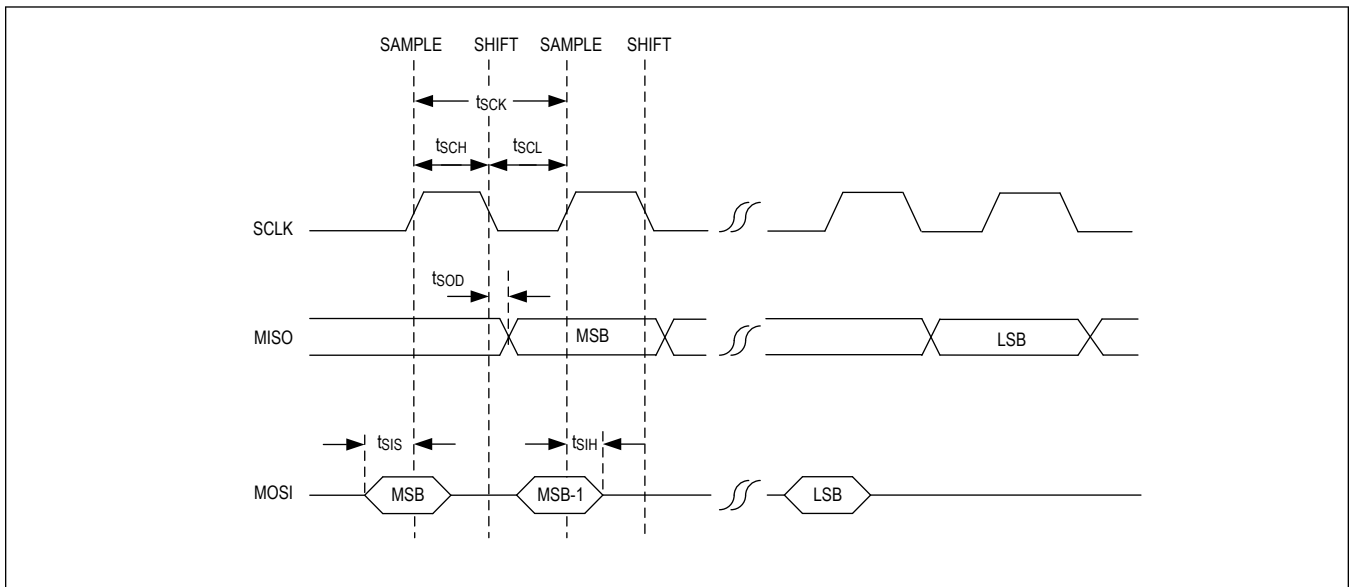 SAMPLE SHIFT SAMPLE SHIFT
tSCK
tSCH tSCL
SCLK
tSOD
MISO MSB LSB
tSIS tSIH
MOSI MSB MSB-1 LSB